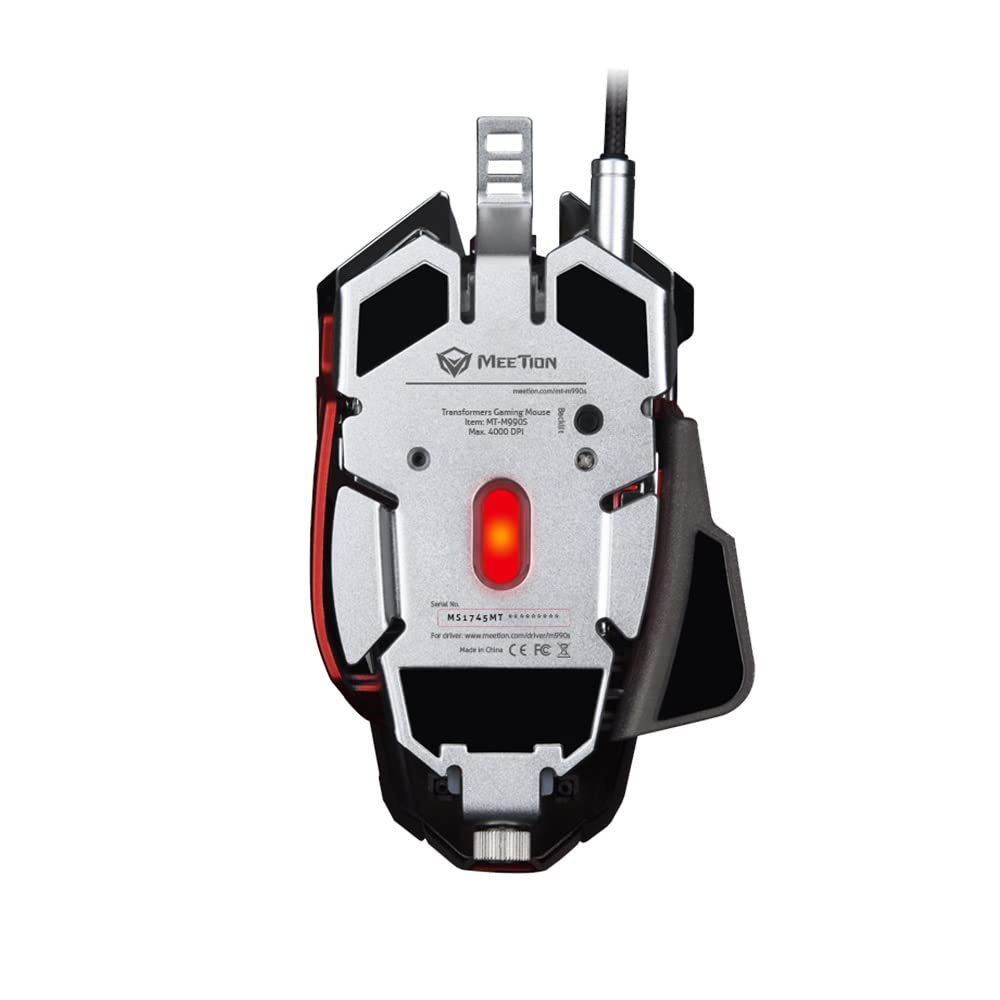 MEETION
meetion.com/mt-m990s
Transformers Gaming Mouse
Item: MT-M990S
Max. 4000 DPI
Backlit
Serial No.
MS1745MT *********
For driver: www.meetion.com/driver/m990s
Made in China CE FC